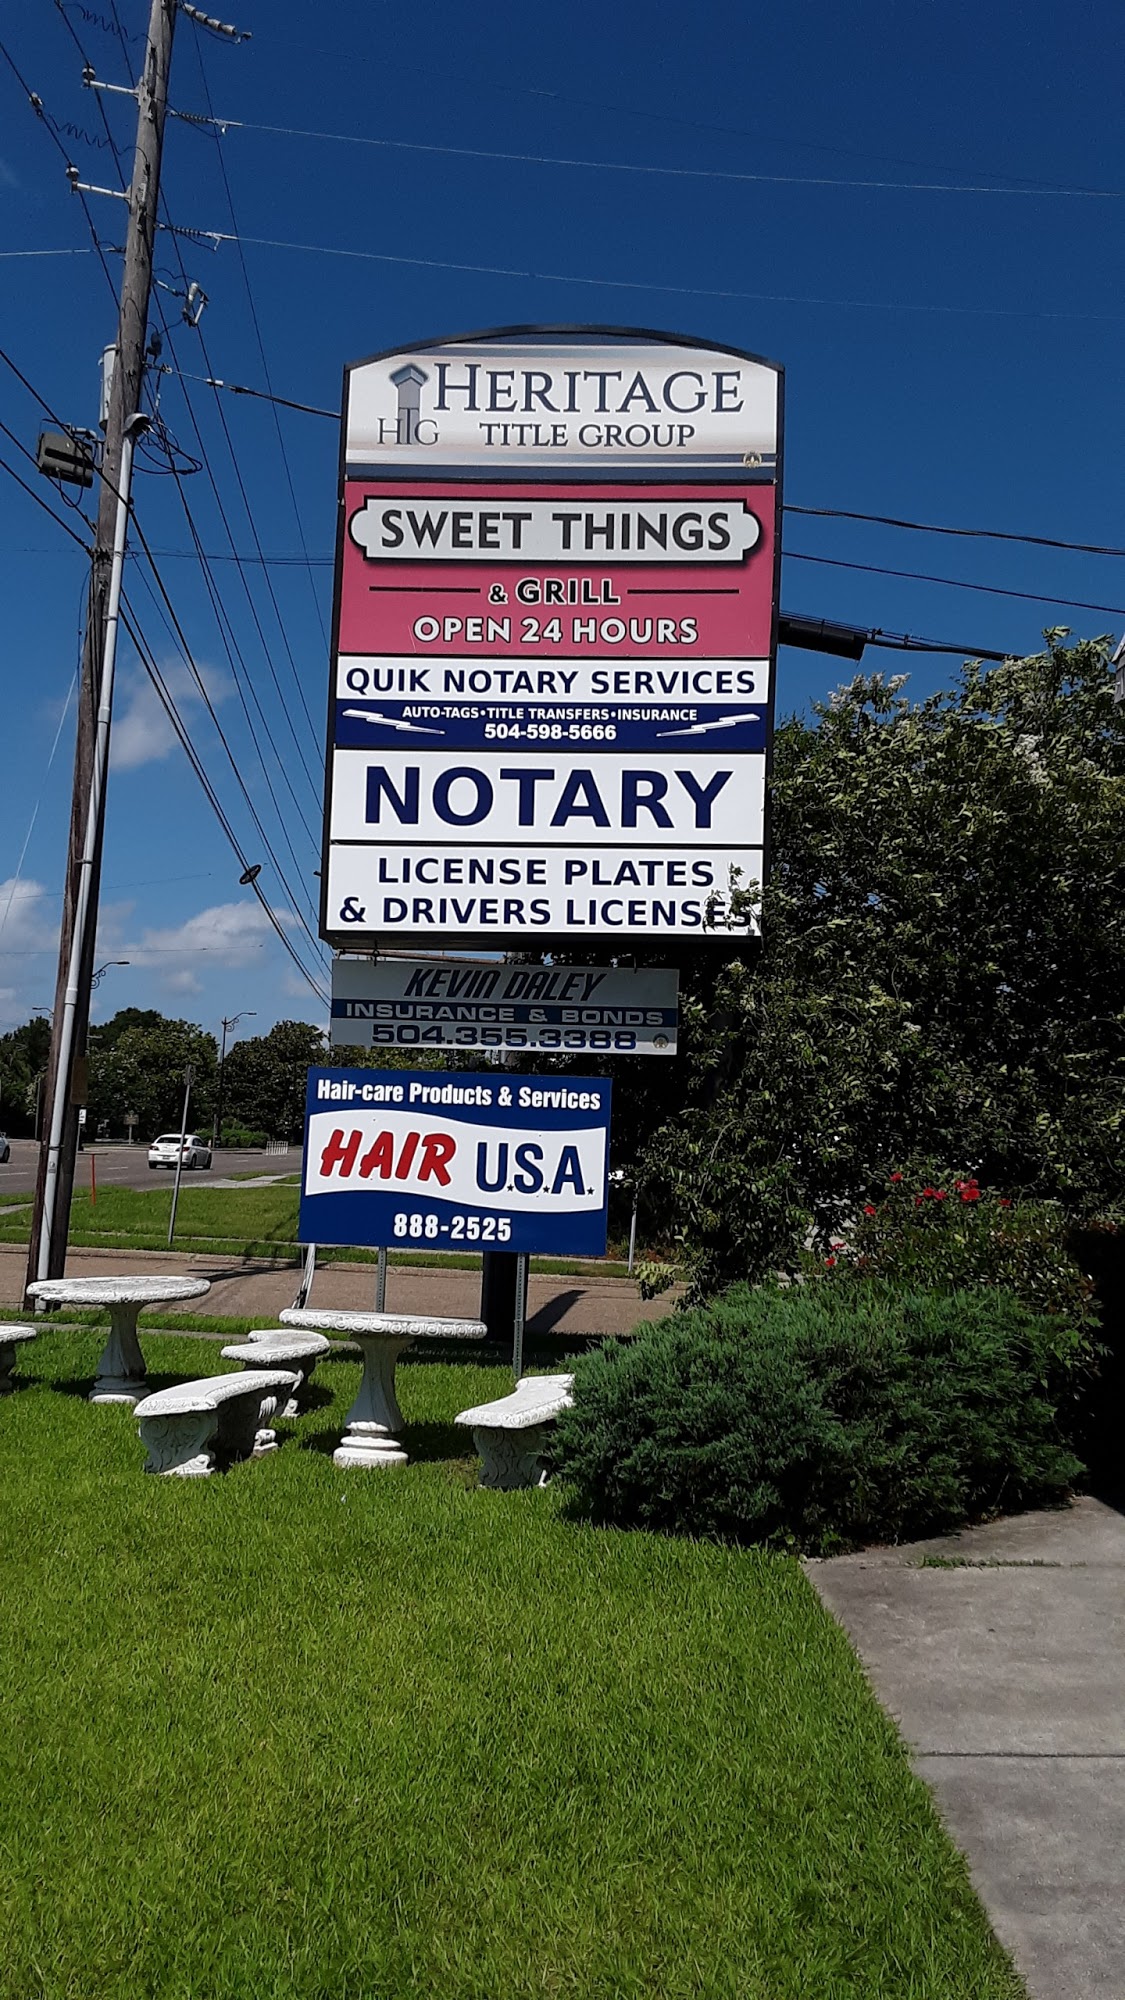 HERITAGE
HTG TITLE GROUP
SWEET THINGS
& GRILL
OPEN 24 HOURS
QUIK NOTARY SERVICES
AUTO-TAGS•TITLE TRANSFERS•INSURANCE
504-598-5666
NOTARY
LICENSE PLATES
& DRIVERS LICENSES
KEVIN DALEY
INSURANCE & BONDS
504.355.3388
Hair-care Products & Services
HAIR U.S.A.
888-2525